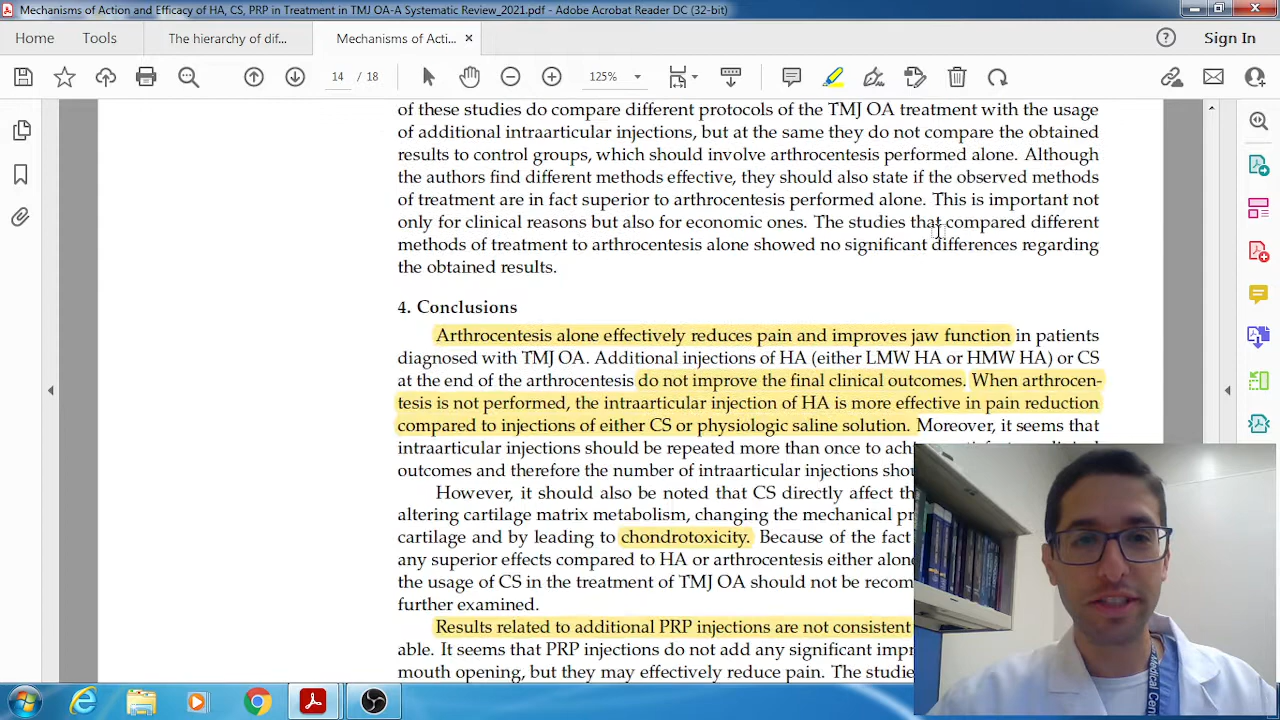 Mechanisms of Action and Efficacy of HA, CS, PRP in Treatment in TMJ OA-A Systematic Review_2021.pdf - Adobe Acrobat Reader DC (32-bit)
Home Tools The hierarchy of dif... Mechanisms of Acti... Sign In
14 / 18 125%
of these studies do compare different protocols of the TMJ OA treatment with the usage
of additional intraarticular injections, but at the same they do not compare the obtained
results to control groups, which should involve arthrocentesis performed alone. Although
the authors find different methods effective, they should also state if the observed methods
of treatment are in fact superior to arthrocentesis performed alone. This is important not
only for clinical reasons but also for economic ones. The studies that compared different
methods of treatment to arthrocentesis alone showed no significant differences regarding
the obtained results.
4. Conclusions
Arthrocentesis alone effectively reduces pain and improves jaw function in patients
diagnosed with TMJ OA. Additional injections of HA (either LMW HA or HMW HA) or CS
at the end of the arthrocentesis do not improve the final clinical outcomes. When arthrocen-
tesis is not performed, the intraarticular injection of HA is more effective in pain reduction
compared to injections of either CS or physiologic saline solution. Moreover, it seems that
intraarticular injections should be repeated more than once to
outcomes and therefore the number of intraarticular injections
However, it should also be noted that CS directly affect
altering cartilage matrix metabolism, changing the mechanical
cartilage and by leading to chondrotoxicity. Because of the fact
any superior effects compared to HA or arthrocentesis either alone
the usage of CS in the treatment of TMJ OA should not be
further examined.
Results related to additional PRP injections are not consistent
able. It seems that PRP injections do not add any significant
mouth opening, but they may effectively reduce pain. The
Medical